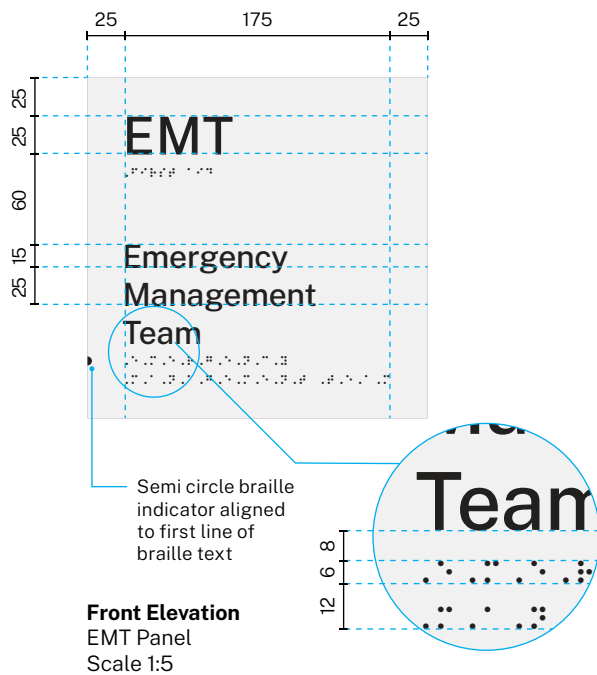 25 175 25
25
EMT
25
⠠⠋⠊⠗⠎⠞ ⠁⠊⠙
60
15
Emergency
25
Management
Team
Team
Semi circle braille
indicator aligned
to first line of
braille text
8
6
12
Front Elevation
EMT Panel
Scale 1:5